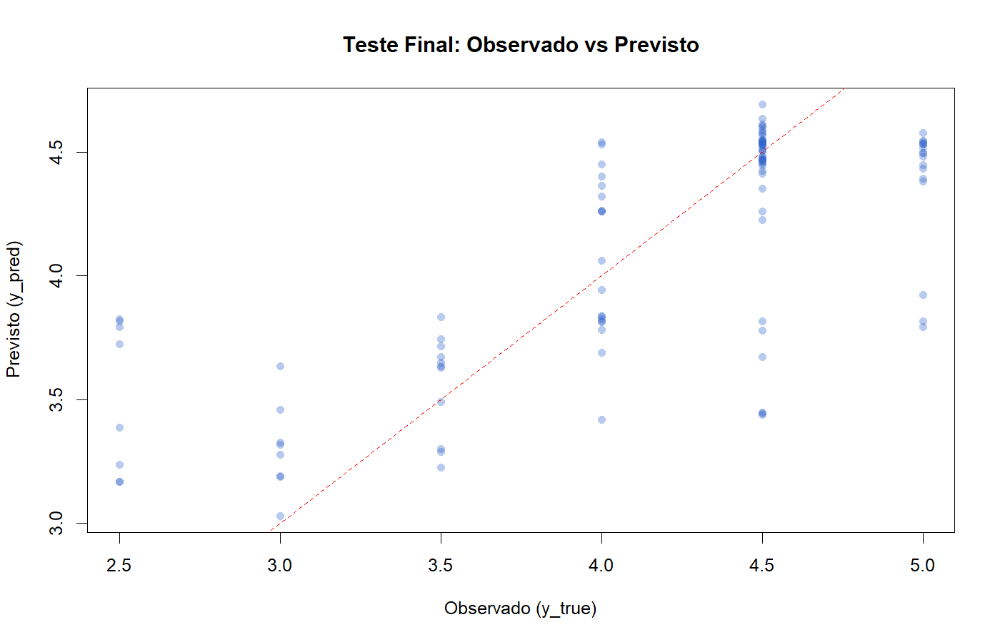 Teste Final: Observado vs Previsto
Previsto (y_pred)
4.5
4.0
3.5
3.0
2.5 3.0 3.5 4.0 4.5 5.0
Observado (y_true)